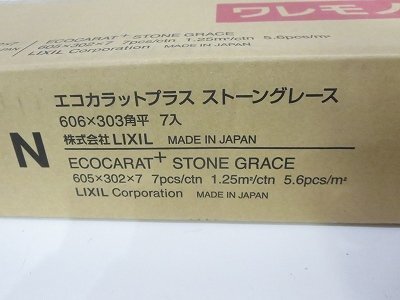 ECOCARAT+ STONE GRACE
605×302×7 7pcs/ctn 1.25m²/ctn 5.6pcs/m²
LIXIL Corporation MADE IN JAPAN
ワレモノ
エコカラットプラス ストーングレース
606×303角平 7入
株式会社 LIXIL MADE IN JAPAN
N
ECOCARAT+ STONE GRACE
605×302×7 7pcs/ctn 1.25m²/ctn 5.6pcs/m²
LIXIL Corporation MADE IN JAPAN